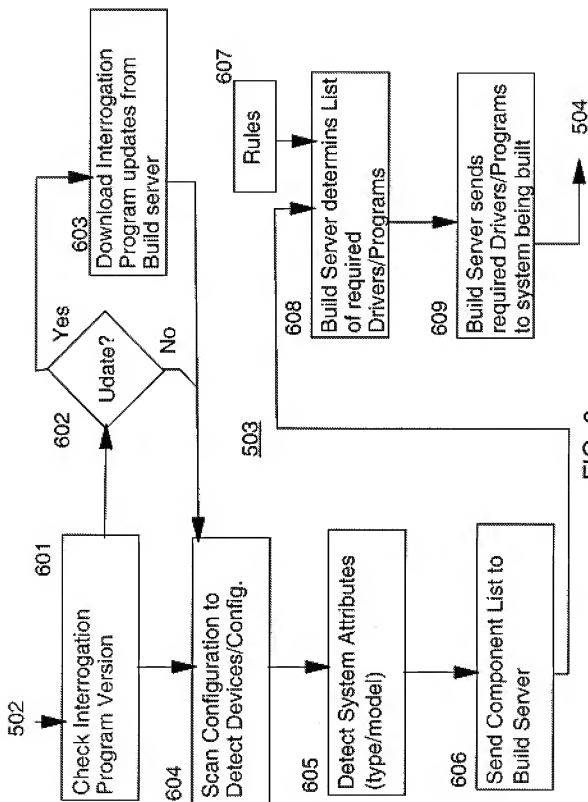 502
601
Check Interrogation
Program Version
602
Udate?
Yes
No
603
Download Interrogation
Program updates from
Build server
604
Scan Configuration to
Detect Devices/Config.
503
605
Detect System Attributes
(type/model)
606
Send Component List to
Build Server
607
Rules
608
Build Server determins List
of required
Drivers/Programs
609
Build Server sends
required Drivers/Programs
to system being built
504